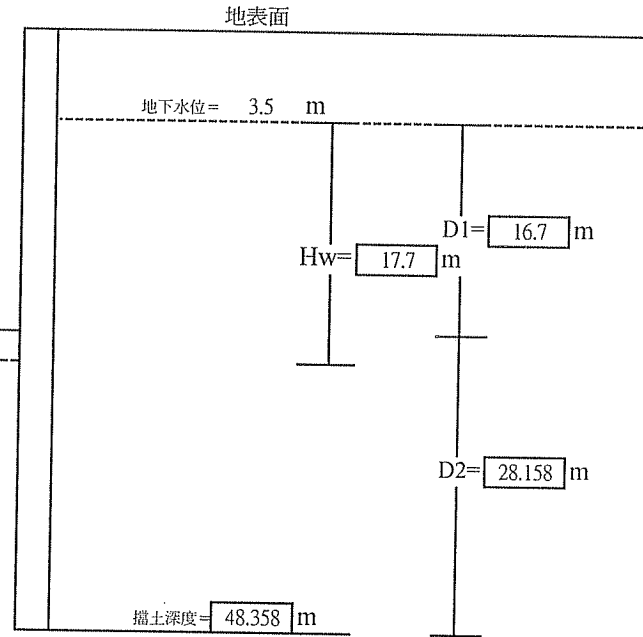 地表面
地下水位= 3.5 m
D1= 16.7 m
Hw= 17.7 m
D2= 28.158 m
擋土深度= 48.358 m